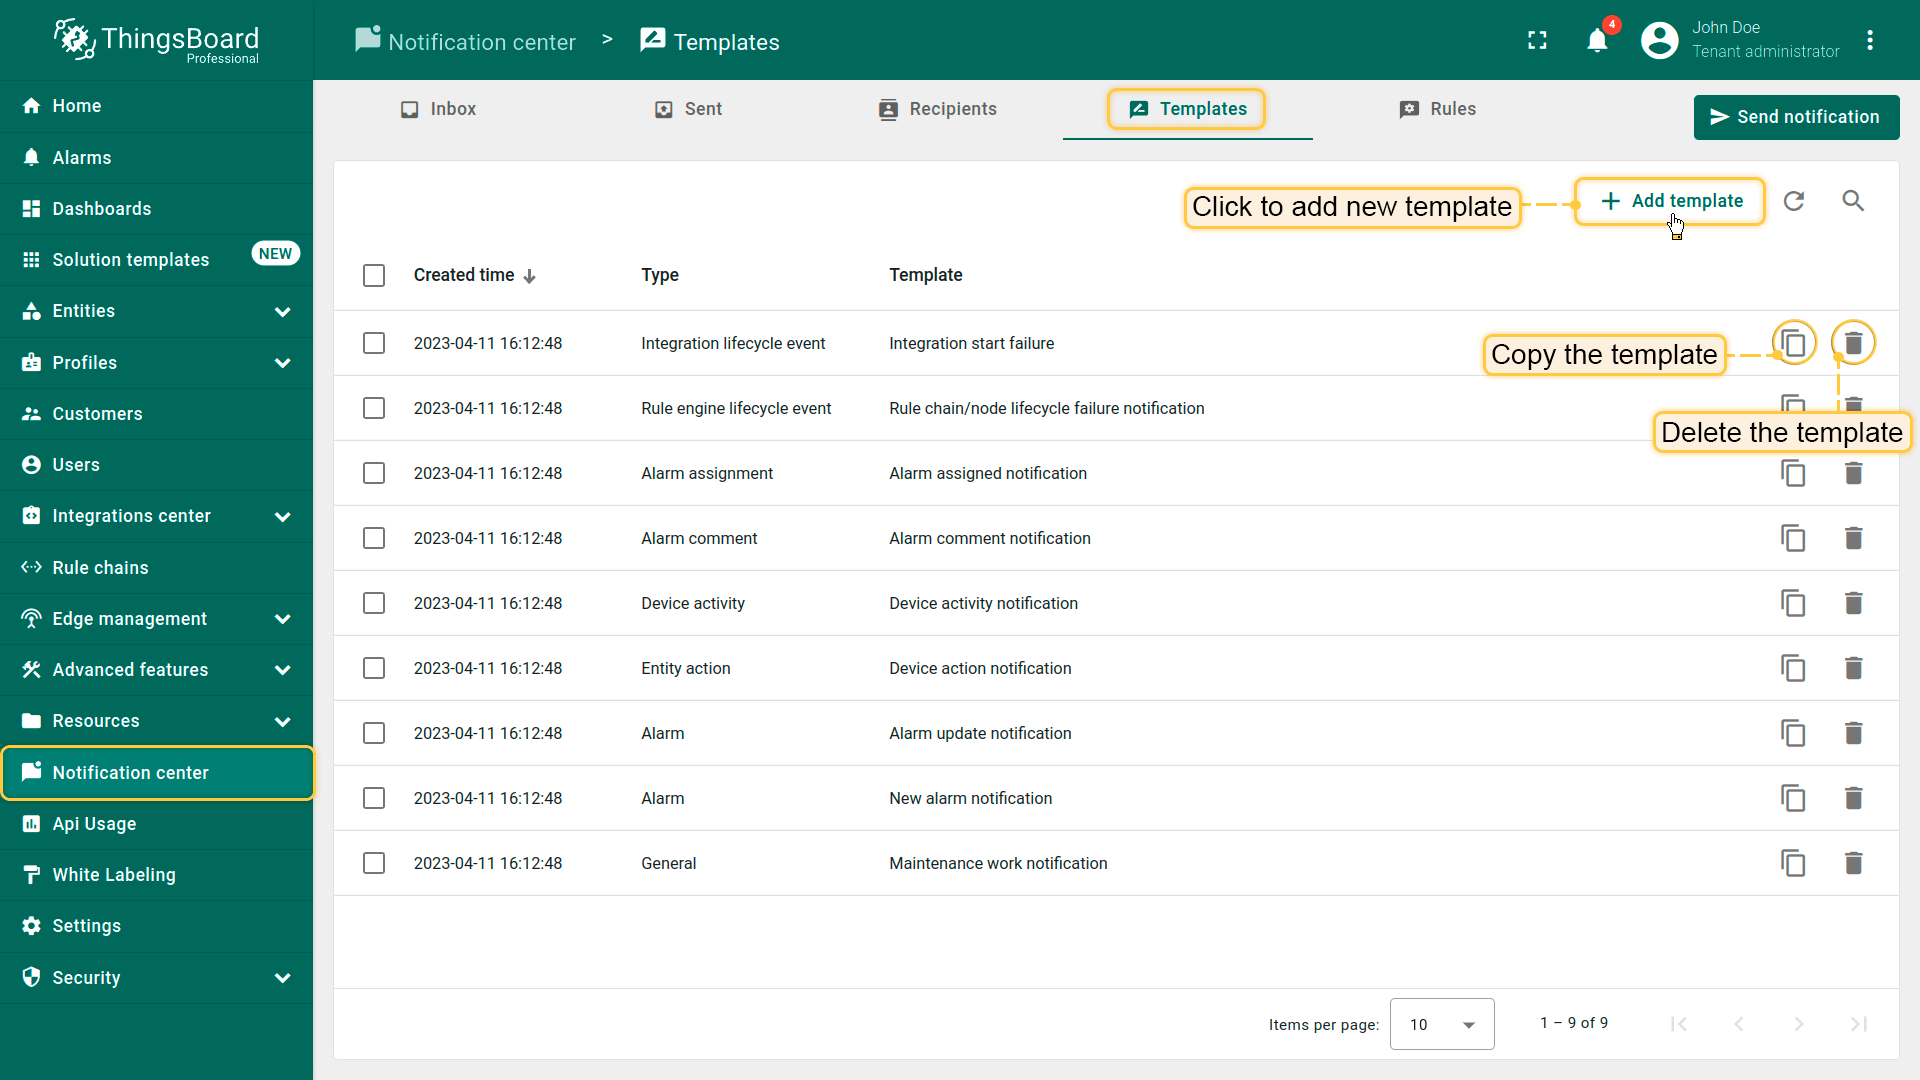 ThingsBoard
Professional
Notification center > Templates
4
John Doe
Tenant administrator
Home
Alarms
Dashboards
Solution templates NEW
Entities
Profiles
Customers
Users
Integrations center
Rule chains
Edge management
Advanced features
Resources
Notification center
Api Usage
White Labeling
Settings
Security
Inbox Sent Recipients Templates Rules
Send notification
Click to add new template
Add template
Created time Type Template
2023-04-11 16:12:48 Integration lifecycle event Integration start failure
Copy the template
2023-04-11 16:12:48 Rule engine lifecycle event Rule chain/node lifecycle failure notification
Delete the template
2023-04-11 16:12:48 Alarm assignment Alarm assigned notification
2023-04-11 16:12:48 Alarm comment Alarm comment notification
2023-04-11 16:12:48 Device activity Device activity notification
2023-04-11 16:12:48 Entity action Device action notification
2023-04-11 16:12:48 Alarm Alarm update notification
2023-04-11 16:12:48 Alarm New alarm notification
2023-04-11 16:12:48 General Maintenance work notification
Items per page: 10 1 – 9 of 9